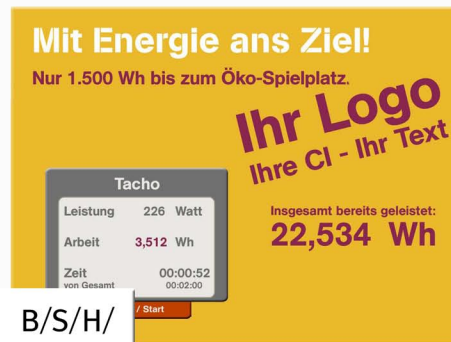 Mit Energie ans Ziel!
Nur 1.500 Wh bis zum Öko-Spielplatz.
Ihr Logo
Ihre CI - Ihr Text
Tacho
Leistung 226 Watt
Arbeit 3,512 Wh
Zeit 00:00:52
von Gesamt 00:02:00
/ Start
Insgesamt bereits geleistet:
22,534 Wh
B/S/H/